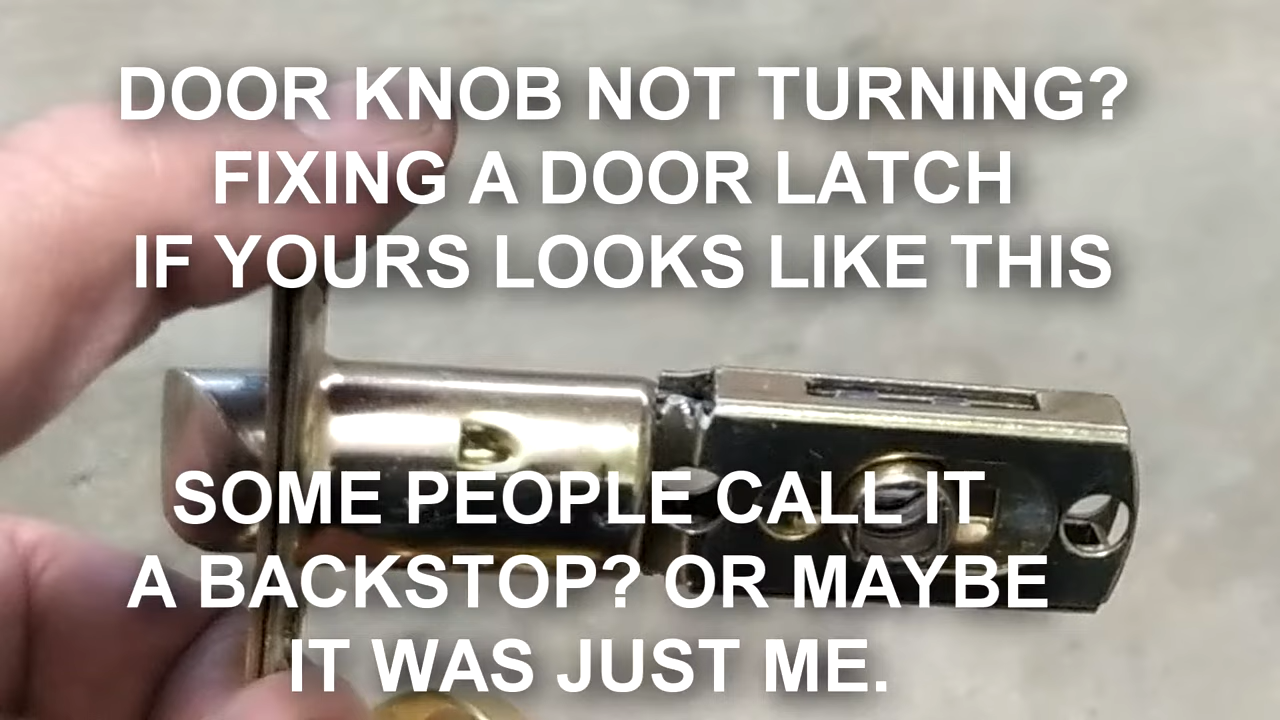 DOOR KNOB NOT TURNING?
FIXING A DOOR LATCH
IF YOURS LOOKS LIKE THIS
SOME PEOPLE CALL IT
A BACKSTOP? OR MAYBE
IT WAS JUST ME.